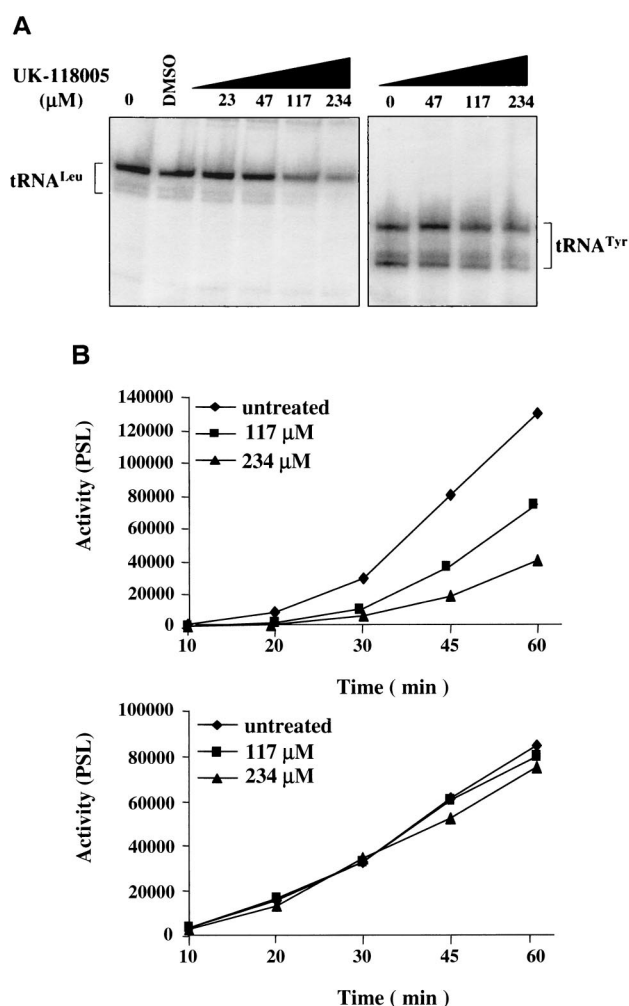 A
UK-118005
(μM)
0 DMSO 23 47 117 234
0 47 117 234
tRNALeu
tRNATyr
B
140000
120000
100000
80000
60000
40000
20000
0
Activity (PSL)
untreated
117 μM
234 μM
10 20 30 45 60
Time ( min )
100000
80000
60000
40000
20000
0
Activity (PSL)
untreated
117 μM
234 μM
10 20 30 45 60
Time ( min )